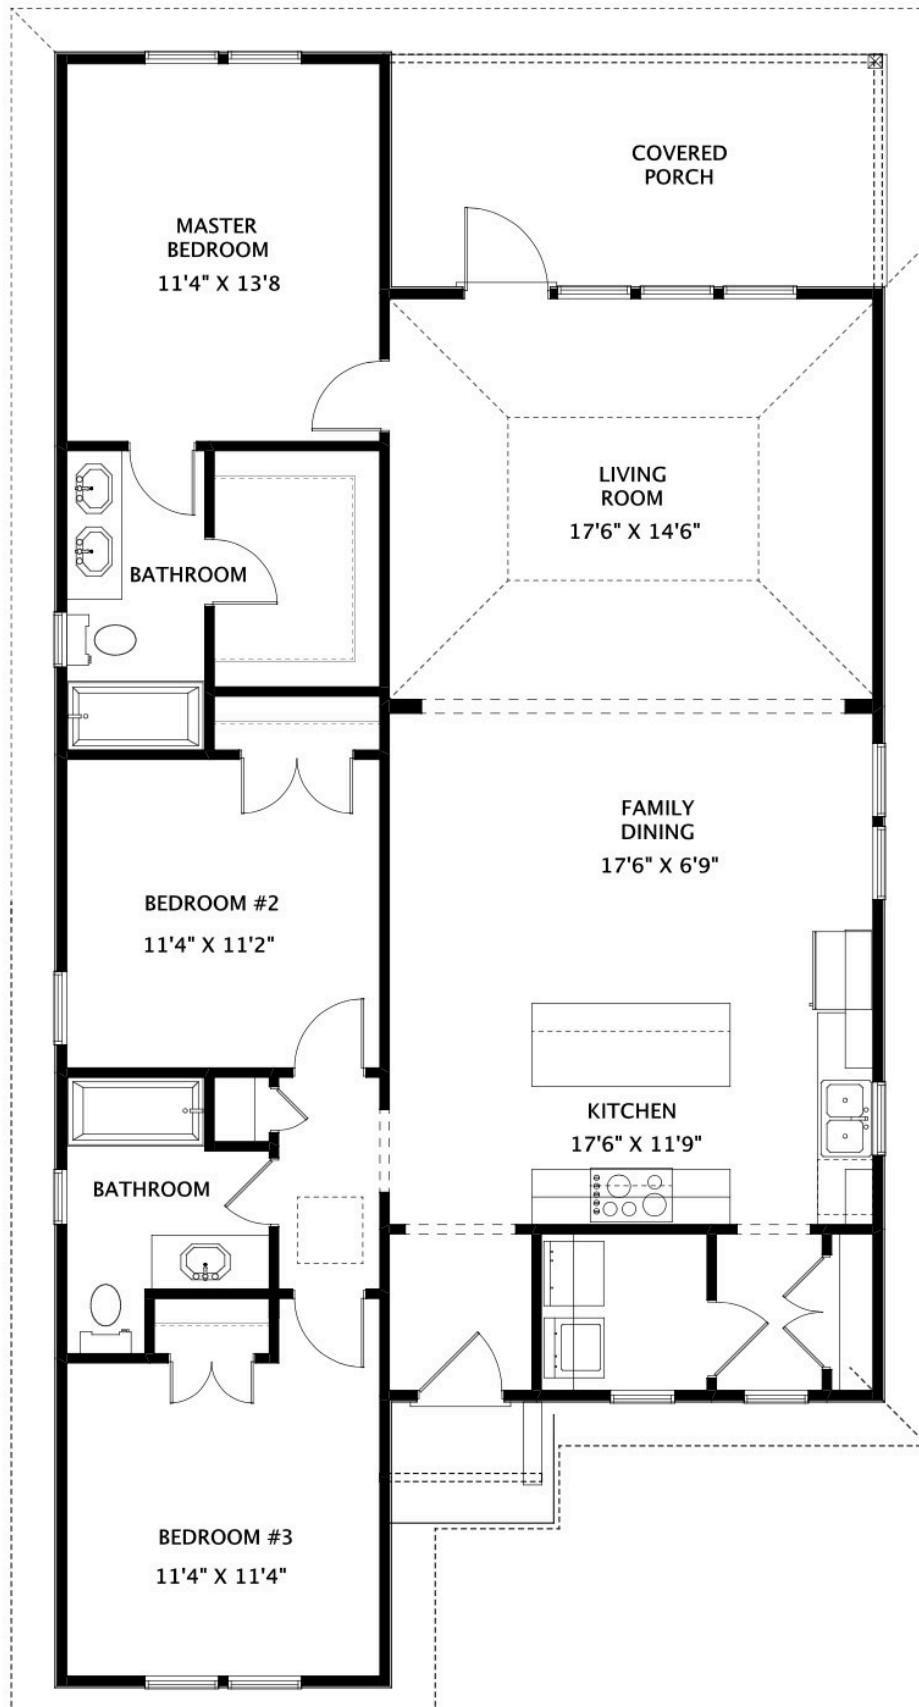 COVERED
PORCH
MASTER
BEDROOM
11'4" X 13'8
LIVING
ROOM
17'6" X 14'6"
BATHROOM
FAMILY
DINING
17'6" X 6'9"
BEDROOM #2
11'4" X 11'2"
KITCHEN
17'6" X 11'9"
BATHROOM
BEDROOM #3
11'4" X 11'4"